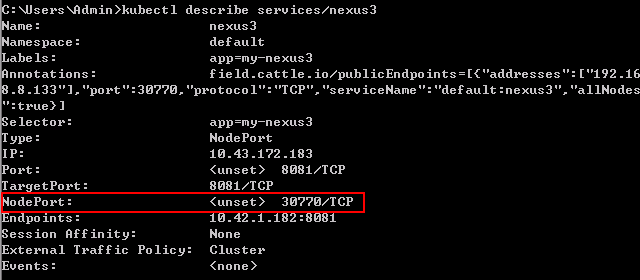 C:\Users\Admin>kubectl describe services/nexus3
Name: nexus3
Namespace: default
Labels: app=my-nexus3
Annotations: field.cattle.io/publicEndpoints=[{"addresses":["192.16
8.8.133"],"port":30770,"protocol":"TCP","serviceName":"default:nexus3","allNodes
":true}]
Selector: app=my-nexus3
Type: NodePort
IP: 10.43.172.183
Port: <unset> 8081/TCP
TargetPort: 8081/TCP
NodePort: <unset> 30770/TCP
Endpoints: 10.42.1.182:8081
Session Affinity: None
External Traffic Policy: Cluster
Events: <none>